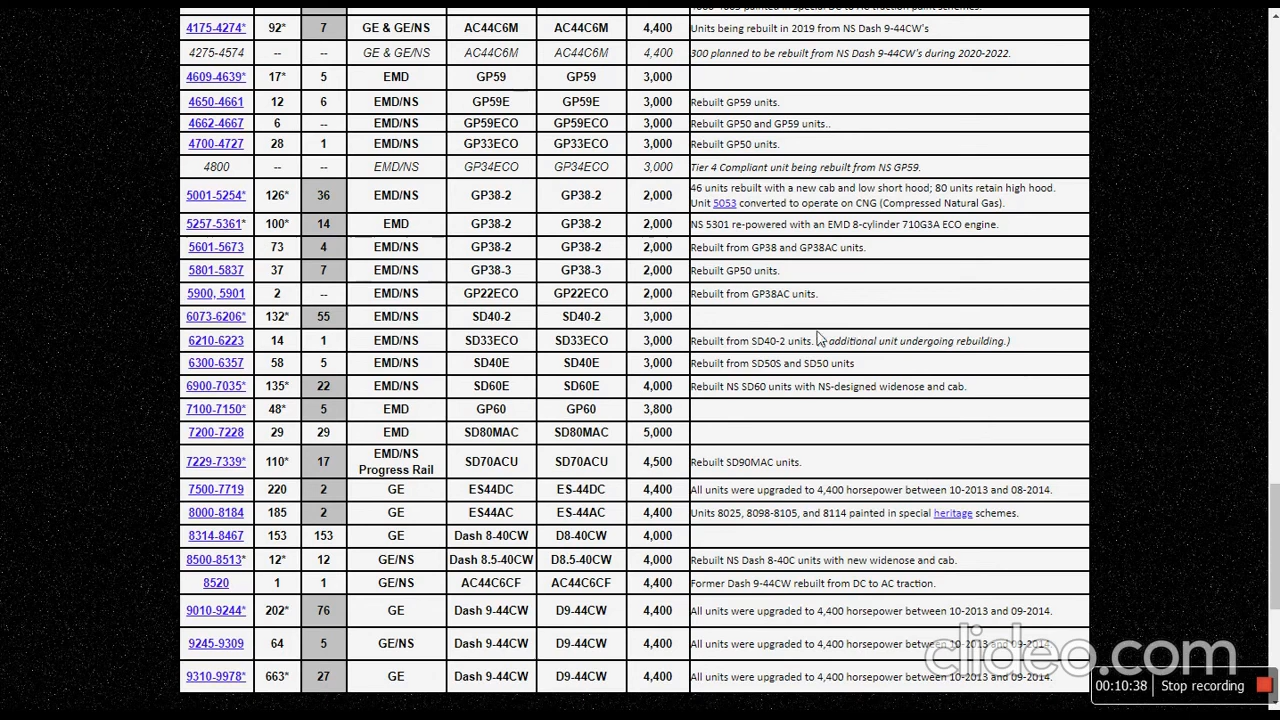 4175-4274* 92* 7 GE & GE/NS AC44C6M AC44C6M 4,400 Units being rebuilt in 2019 from NS Dash 9-44CW's
4275-4574 -- -- GE & GE/NS AC44C6M AC44C6M 4,400 300 planned to be rebuilt from NS Dash 9-44CW's during 2020-2022.
4609-4639* 17* 5 EMD GP59 GP59 3,000
4650-4661 12 6 EMD/NS GP59E GP59E 3,000 Rebuilt GP59 units.
4662-4667 6 -- EMD/NS GP59ECO GP59ECO 3,000 Rebuilt GP50 and GP59 units..
4700-4727 28 1 EMD/NS GP33ECO GP33ECO 3,000 Rebuilt GP50 units.
4800 -- -- EMD/NS GP34ECO GP34ECO 3,000 Tier 4 Compliant unit being rebuilt from NS GP59.
5001-5254* 126* 36 EMD/NS GP38-2 GP38-2 2,000 46 units rebuilt with a new cab and low short hood; 80 units retain high hood.
Unit 5053 converted to operate on CNG (Compressed Natural Gas).
5257-5361* 100* 14 EMD GP38-2 GP38-2 2,000 NS 5301 re-powered with an EMD 8-cylinder 710G3A ECO engine.
5601-5673 73 4 EMD/NS GP38-2 GP38-2 2,000 Rebuilt from GP38 and GP38AC units.
5801-5837 37 7 EMD/NS GP38-3 GP38-3 2,000 Rebuilt GP50 units.
5900, 5901 2 -- EMD/NS GP22ECO GP22ECO 2,000 Rebuilt from GP38AC units.
6073-6206* 132* 55 EMD/NS SD40-2 SD40-2 3,000
6210-6223 14 1 EMD/NS SD33ECO SD33ECO 3,000 Rebuilt from SD40-2 units. additional unit undergoing rebuilding.)
6300-6357 58 5 EMD/NS SD40E SD40E 3,000 Rebuilt from SD50S and SD50 units
6900-7035* 135* 22 EMD/NS SD60E SD60E 4,000 Rebuilt NS SD60 units with NS-designed widenose and cab.
7100-7150* 48* 5 EMD GP60 GP60 3,800
7200-7228 29 29 EMD SD80MAC SD80MAC 5,000
7229-7339* 110* 17 EMD/NS Progress Rail SD70ACU SD70ACU 4,500 Rebuilt SD90MAC units.
7500-7719 220 2 GE ES44DC ES-44DC 4,400 All units were upgraded to 4,400 horsepower between 10-2013 and 08-2014.
8000-8184 185 2 GE ES44AC ES-44AC 4,400 Units 8025, 8098-8105, and 8114 painted in special heritage schemes.
8314-8467 153 153 GE Dash 8-40CW D8-40CW 4,000
8500-8513* 12* 12 GE/NS Dash 8.5-40CW D8.5-40CW 4,000 Rebuilt NS Dash 8-40C units with new widenose and cab.
8520 1 1 GE/NS AC44C6CF AC44C6CF 4,400 Former Dash 9-44CW rebuilt from DC to AC traction.
9010-9244* 202* 76 GE Dash 9-44CW D9-44CW 4,400 All units were upgraded to 4,400 horsepower between 10-2013 and 09-2014.
9245-9309 64 5 GE/NS Dash 9-44CW D9-44CW 4,400 All units were upgraded to 4,400 horsepower between 10-2013 and 09-2014.
9310-9978* 663* 27 GE Dash 9-44CW D9-44CW 4,400 All units were upgraded to 4,400 horsepower between 10-2013 and 09-2014.
clideo.com
00:10:38 Stop recording